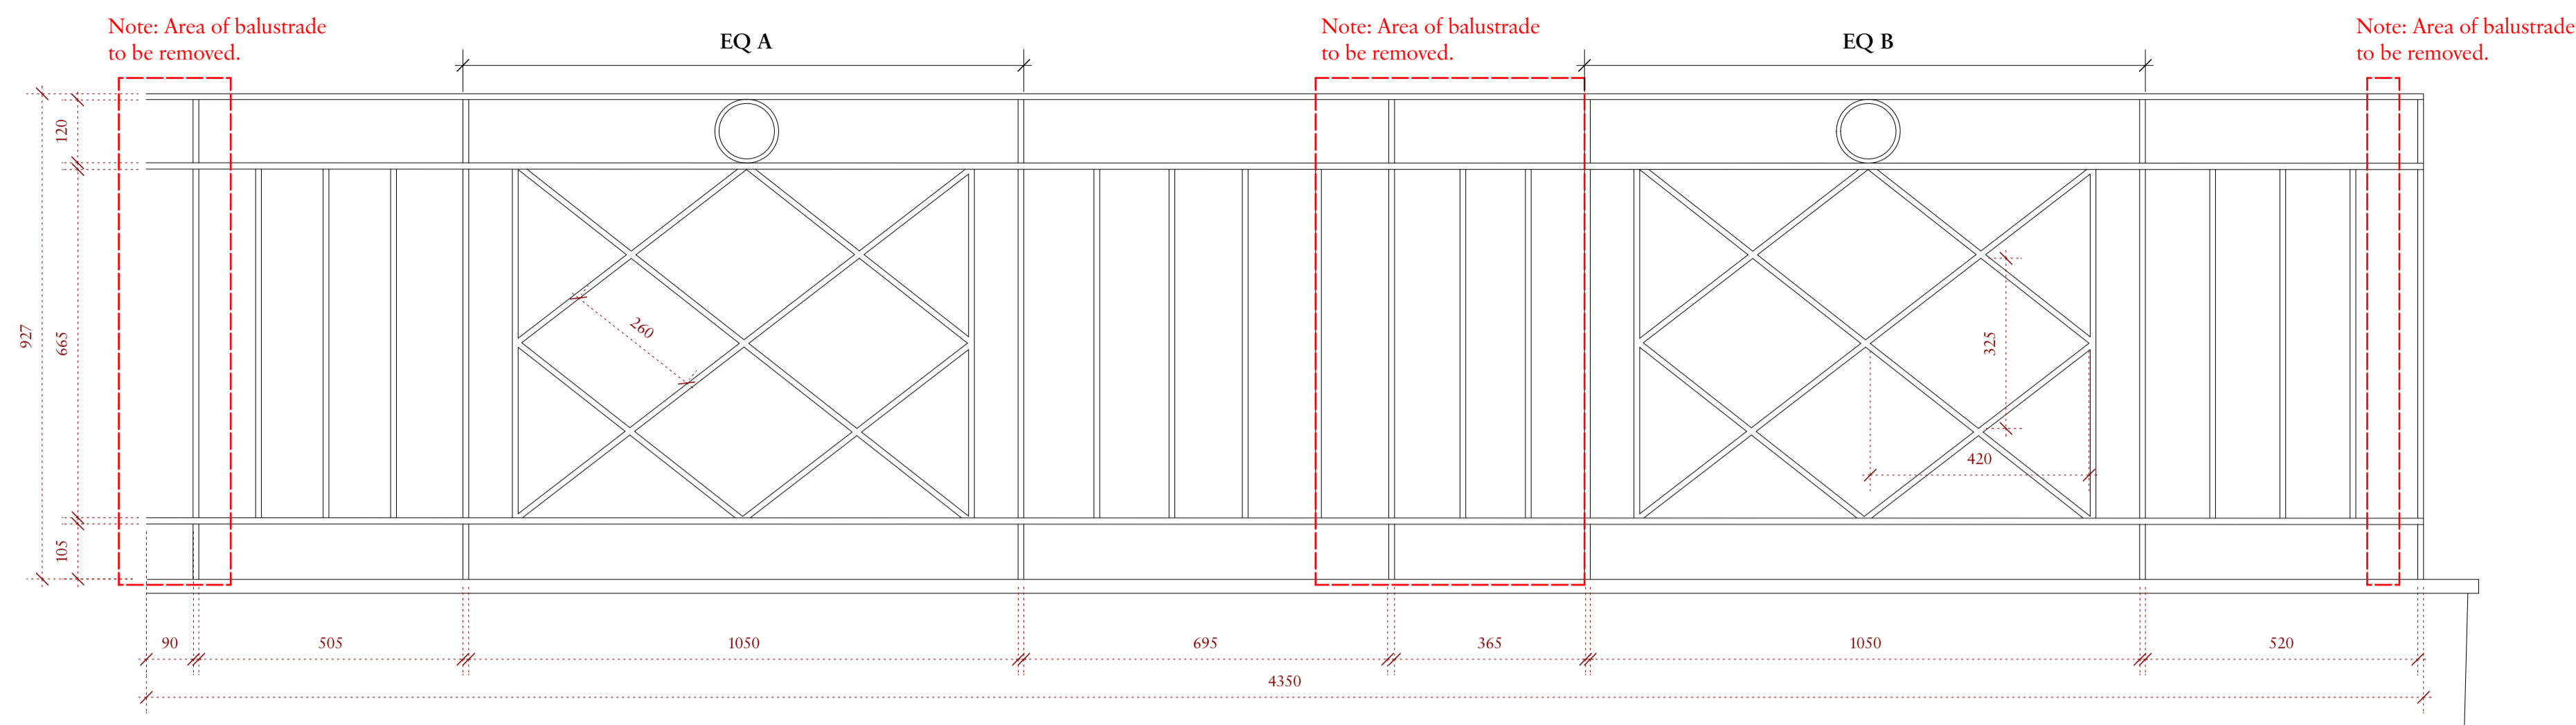 Note: Area of balustrade
to be removed.
EQ A
Note: Area of balustrade
to be removed.
EQ B
Note: Area of balustrade
to be removed.
120
927
665
105
260
325
420
90
505
1050
695
365
1050
520
4350